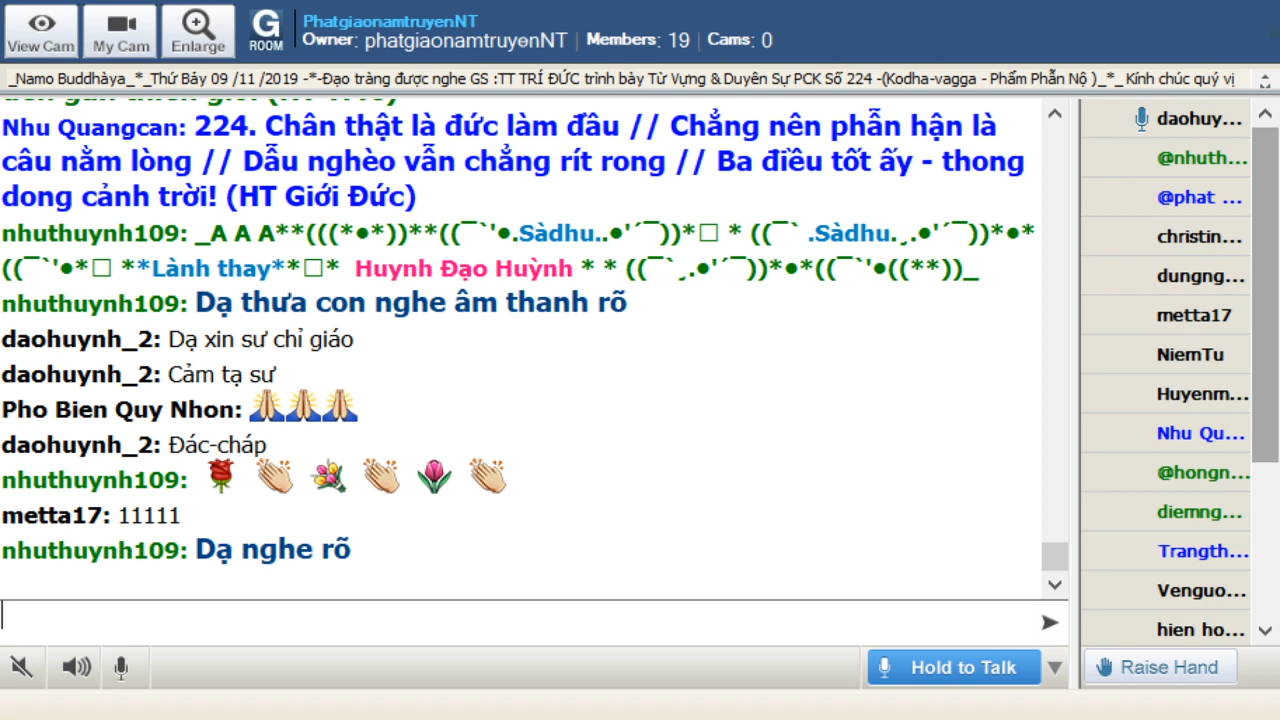 View Cam
My Cam
Enlarge
G
ROOM
PhatgiaonamtruyenNT
Owner: phatgiaonamtruyenNT | Members: 19 | Cams: 0
_Namo Buddhàya_*_Thứ Bảy 09 /11 /2019 -*-Đạo tràng được nghe GS :TT TRÍ ĐỨC trình bày Từ Vựng & Duyên Sự PCK Số 224 -(Kodha-vagga - Phẩm Phẫn Nộ )_*_ Kính chúc quý vị
Nhu Quangcan: 224. Chân thật là đức làm đầu // Chẳng nên phẫn hận là
câu nằm lòng // Dẫu nghèo vẫn chẳng rít rong // Ba điều tốt ấy - thong
dong cảnh trời! (HT Giới Đức)
nhuthuynh109: _A A A**(((*●*))**((¯`'●.Sàdhu..●'´¯))*□ * ((¯` .Sàdhu.¸.●'´¯))*●*
((¯`'●*□ **Lành thay**□* Huynh Đạo Huỳnh * * ((¯`¸.●'´¯))*●*((¯`'●((**))_
nhuthuynh109: Dạ thưa con nghe âm thanh rõ
daohuynh_2: Dạ xin sư chỉ giáo
daohuynh_2: Cảm tạ sư
Pho Bien Quy Nhon: 🙏🙏🙏
daohuynh_2: Đác-cháp
nhuthuynh109: 🌹 👏 💐 👏 🌷 👏
metta17: 11111
nhuthuynh109: Dạ nghe rõ
Hold to Talk
daohuy...
@nhuth...
@phat ...
christin...
dungng...
metta17
NiemTu
Huyenm...
Nhu Qu...
@hongn...
diemng...
Trangth...
Venguo...
hien ho...
Raise Hand